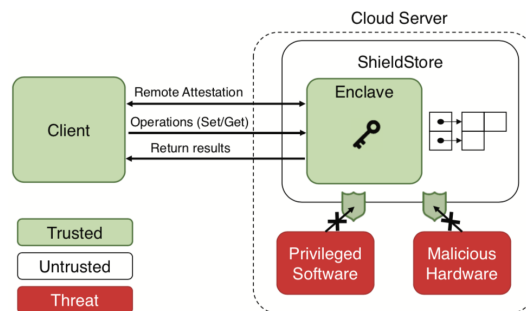 Cloud Server
ShieldStore
Client
Remote Attestation
Operations (Set/Get)
Return results
Enclave
Trusted
Untrusted
Threat
Privileged
Software
Malicious
Hardware